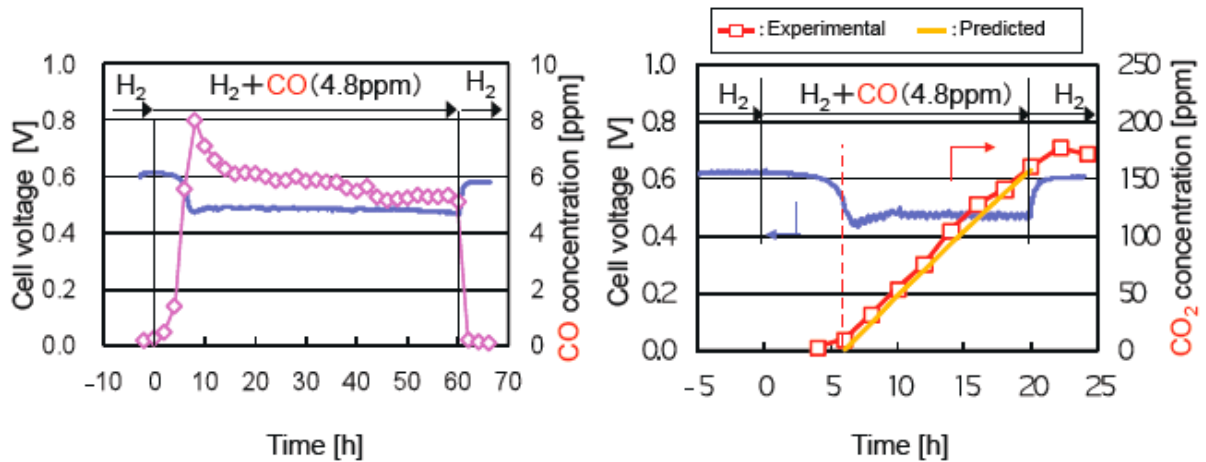 : Experimental : Predicted
1.0 10
H₂ H₂+CO(4.8ppm) H₂
0.8 8
0.6 6
0.4 4
0.2 2
0.0 0
-10 0 10 20 30 40 50 60 70
Time [h]
Cell voltage [V]
CO concentration [ppm]
1.0 250
H₂ H₂+CO(4.8ppm) H₂
0.8 200
0.6 150
0.4 100
0.2 50
0.0 0
-5 0 5 10 15 20 25
Time [h]
Cell voltage [V]
CO₂ concentration [ppm]